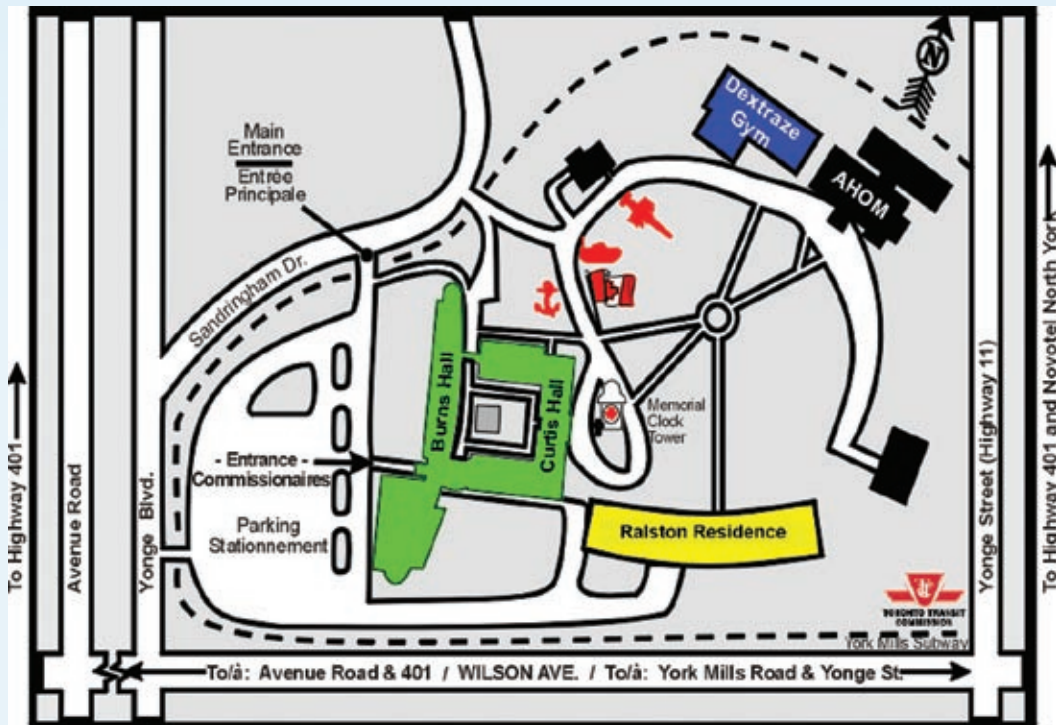 N
Dextraze
Gym
AHOM
Main
Entrance
Entrée
Principale
Sandringham Dr.
Burns Hall
Curtis Hall
Memorial
Clock
Tower
- Entrance -
Commissionaires
Parking
Stationnement
Ralston Residence
To Highway 401
Avenue Road
Yonge Blvd.
Yonge Street (Highway 11)
To Highway 401 and Novotel North York
TORONTO TRANSIT
COMMISSION
York Mills Subway
To/â: Avenue Road & 401 / WILSON AVE. / To/â: York Mills Road & Yonge St.